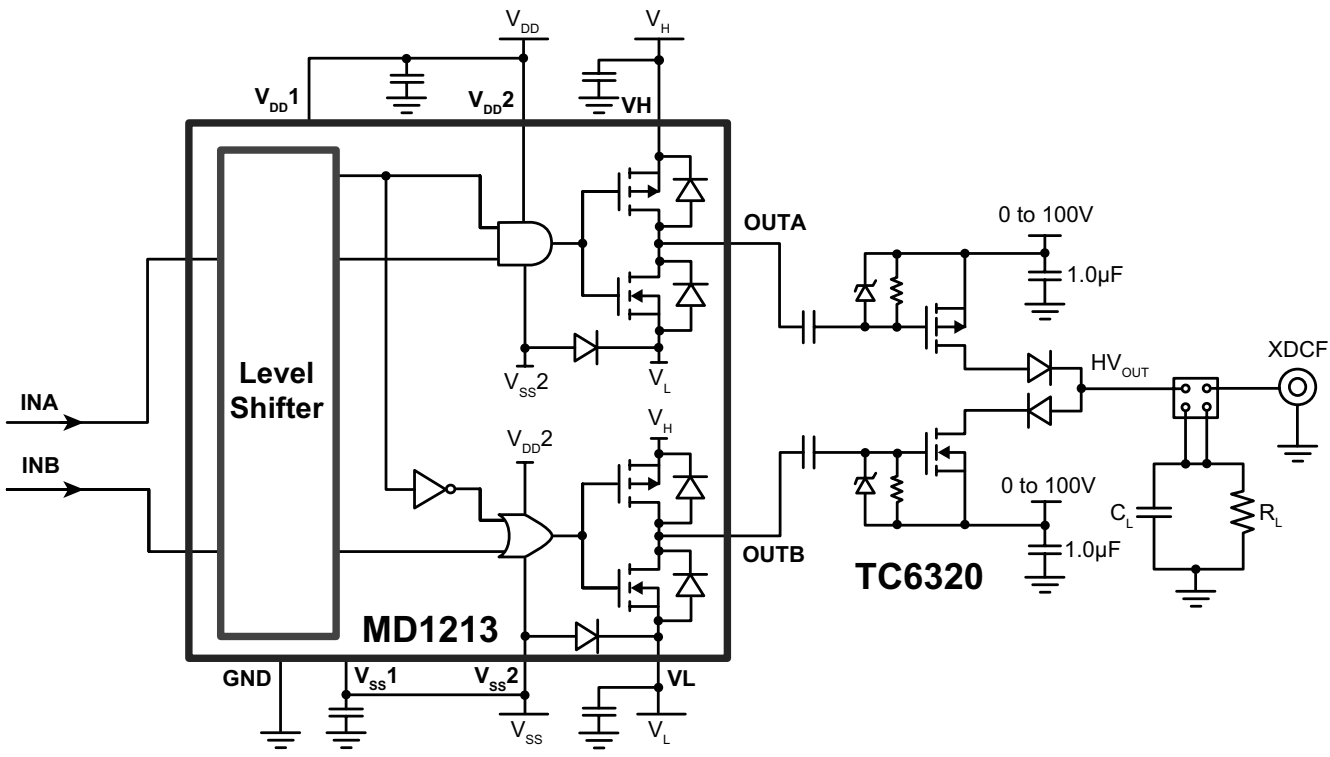 VDD
VH
VDD1
VDD2
VH
OUTA
0 to 100V
1.0µF
Level
Shifter
VSS2
VL
INA
INB
VDD2
VH
HVOUT
XDCF
0 to 100V
1.0µF
CL
RL
OUTB
TC6320
MD1213
GND
VSS1
VSS2
VL
VSS
VL